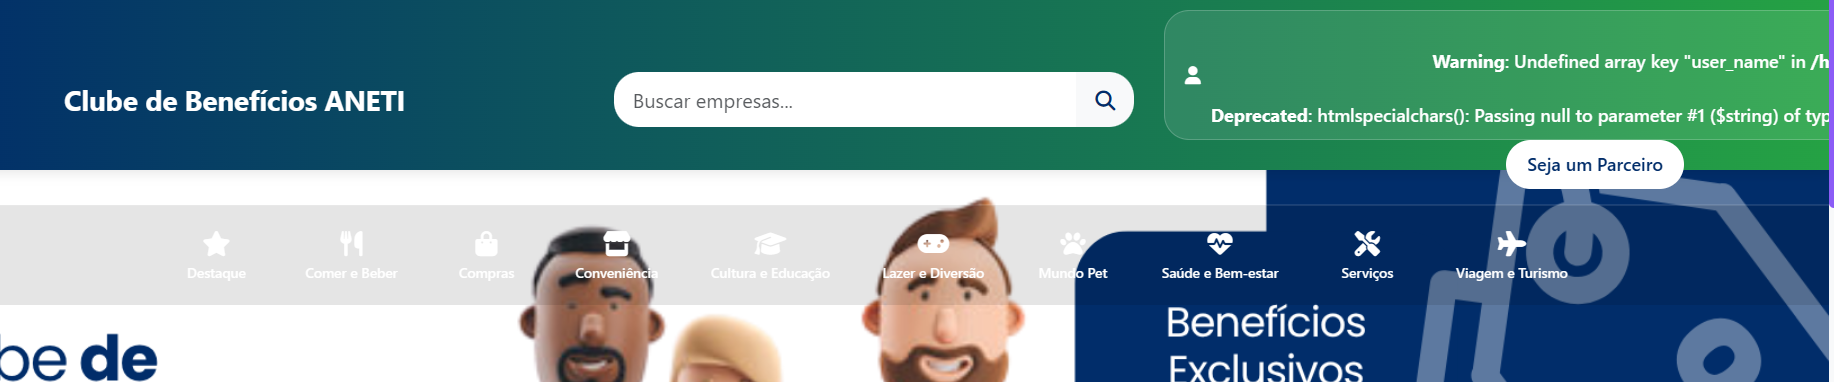 Clube de Benefícios ANETI
Buscar empresas...
Warning: Undefined array key "user_name" in /h
Deprecated: htmlspecialchars(): Passing null to parameter #1 ($string) of typ
Seja um Parceiro
Destaque
Comer e Beber
Compras
Conveniência
Cultura e Educação
Lazer e Diversão
Mundo Pet
Saúde e Bem-estar
Serviços
Viagem e Turismo
be de
Benefícios
Exclusivos